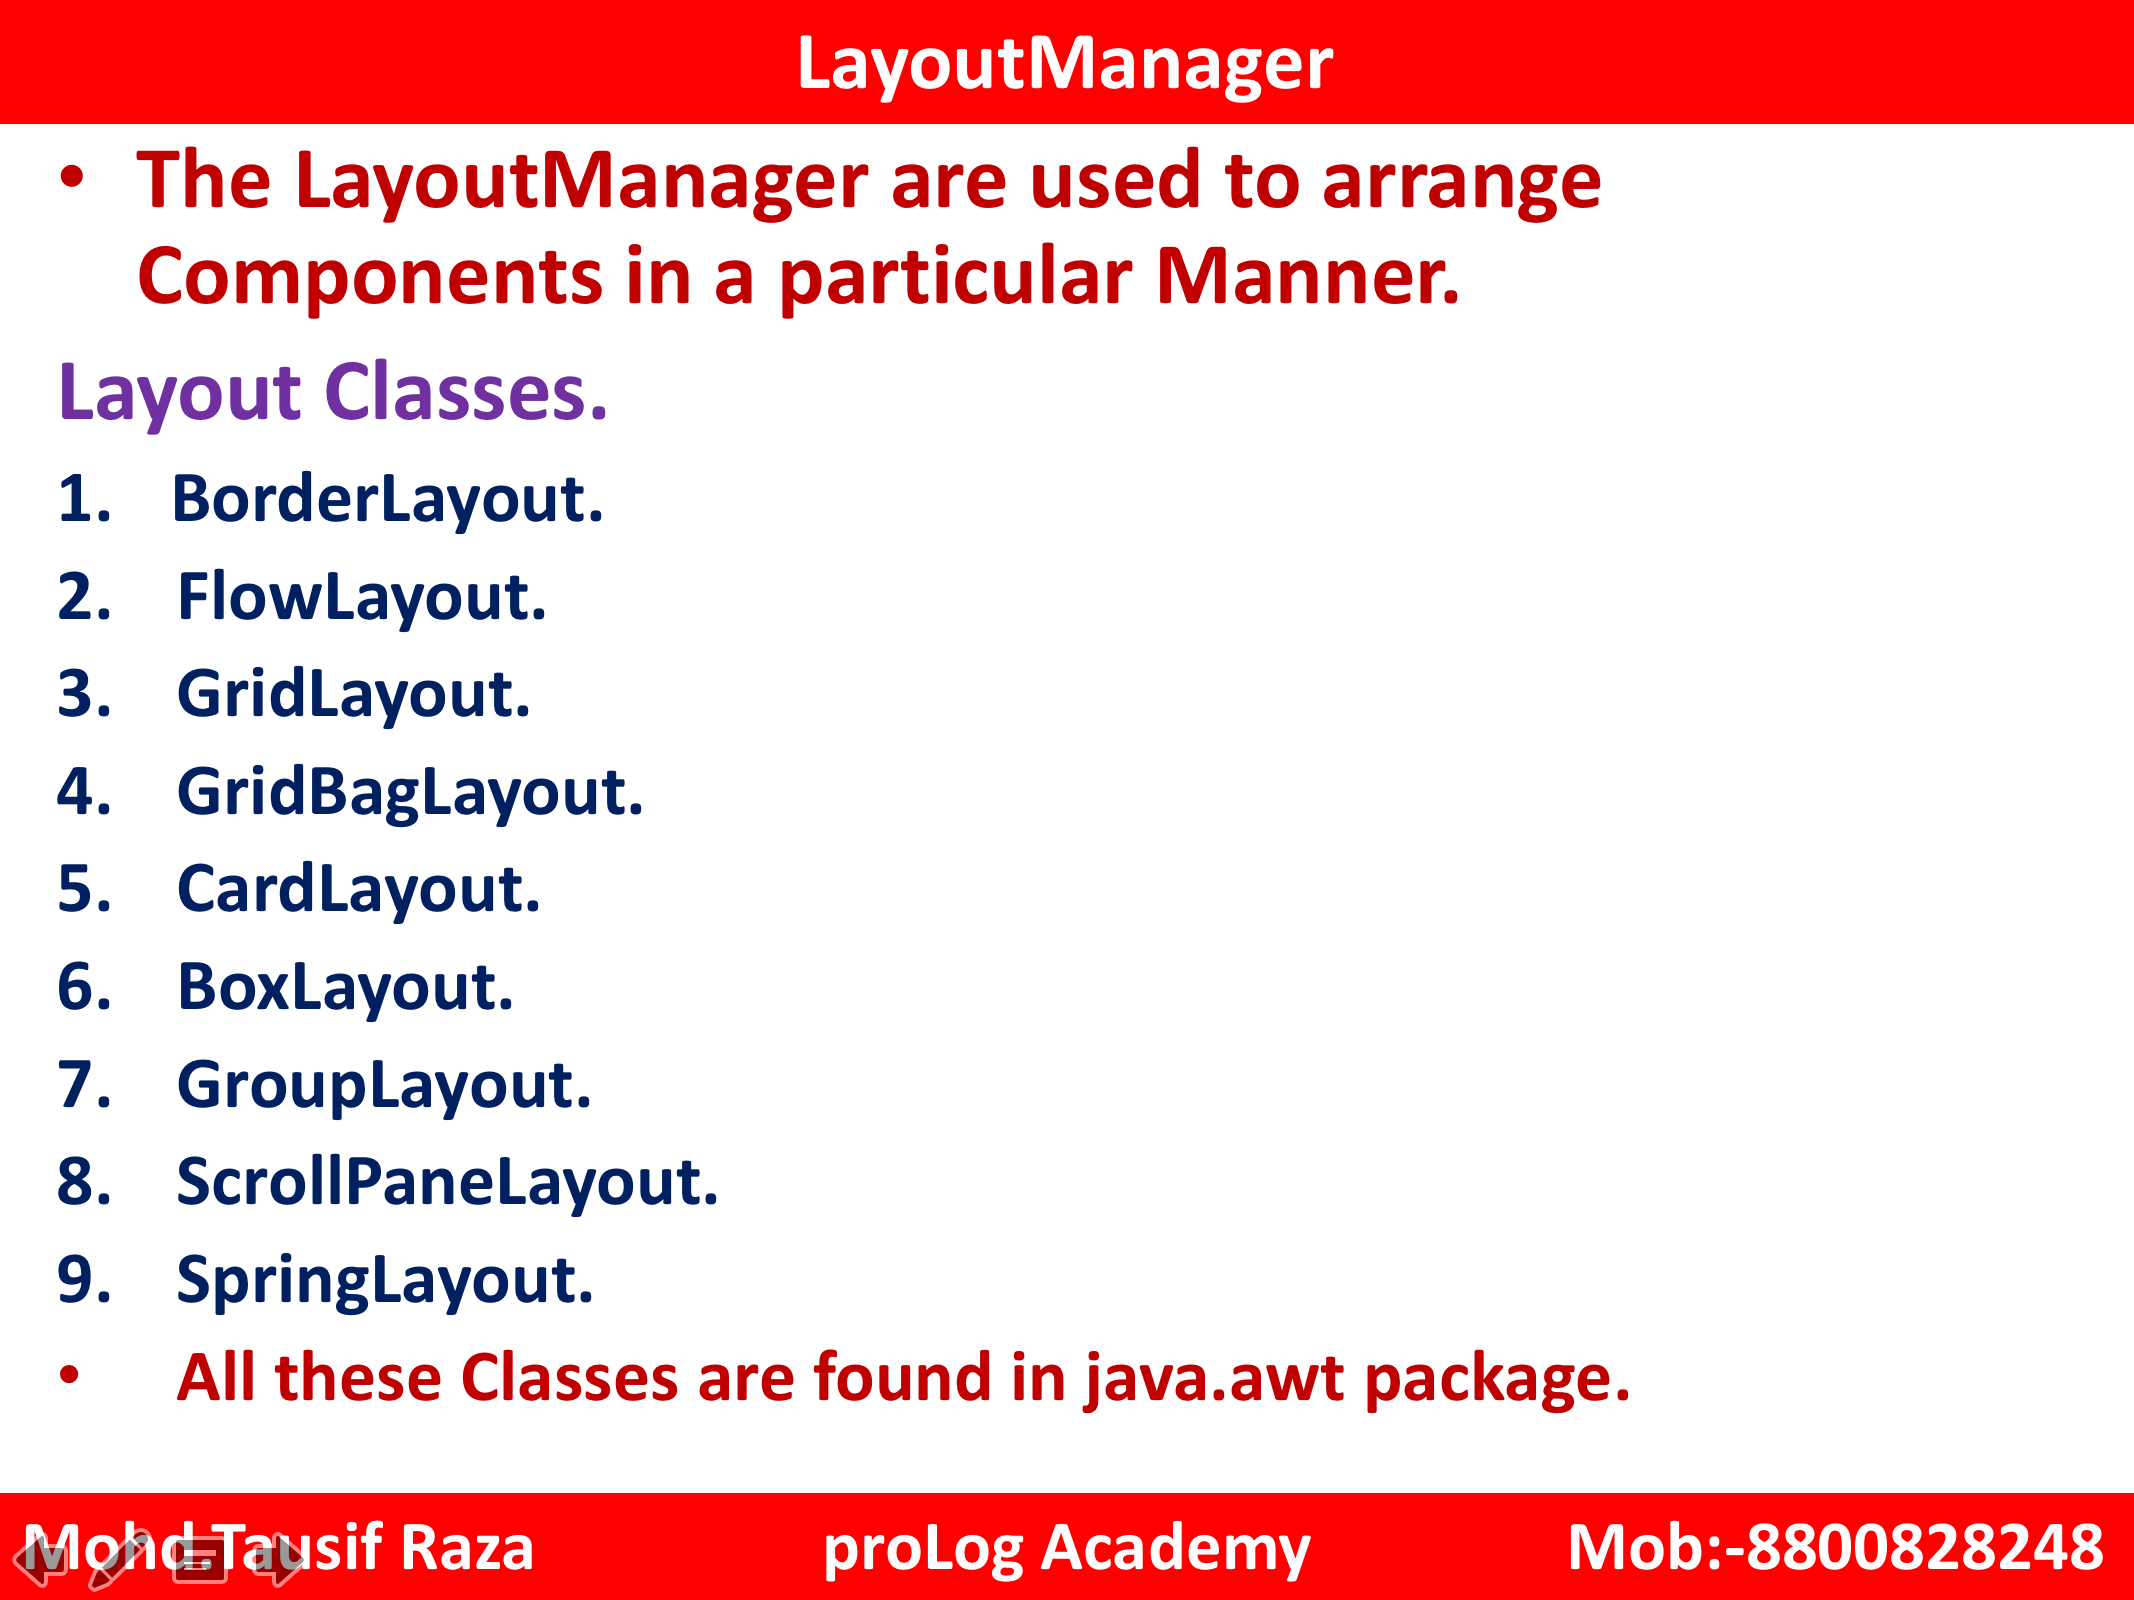 LayoutManager
• The LayoutManager are used to arrange
Components in a particular Manner.
Layout Classes.
1. BorderLayout.
2. FlowLayout.
3. GridLayout.
4. GridBagLayout.
5. CardLayout.
6. BoxLayout.
7. GroupLayout.
8. ScrollPaneLayout.
9. SpringLayout.
• All these Classes are found in java.awt package.
Mohd.Tausif Raza proLog Academy Mob:-8800828248